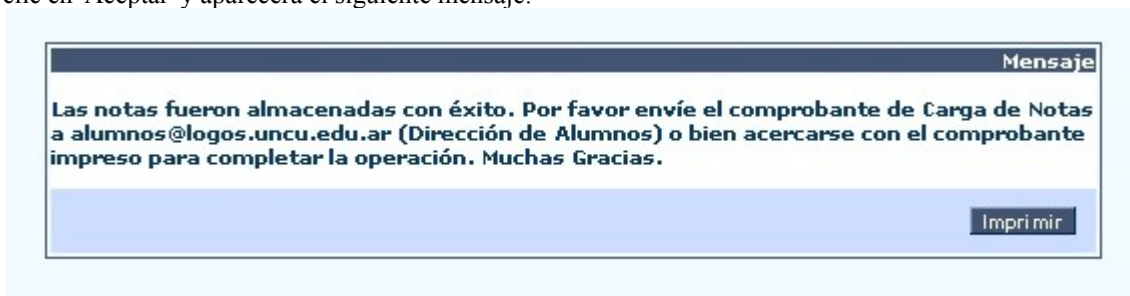 en 'Aceptar' y aparecerá el siguiente mensaje:
Mensaje
Las notas fueron almacenadas con éxito. Por favor envíe el comprobante de Carga de Notas
a alumnos@logos.uncu.edu.ar (Dirección de Alumnos) o bien acercarse con el comprobante
impreso para completar la operación. Muchas Gracias.
Imprimir